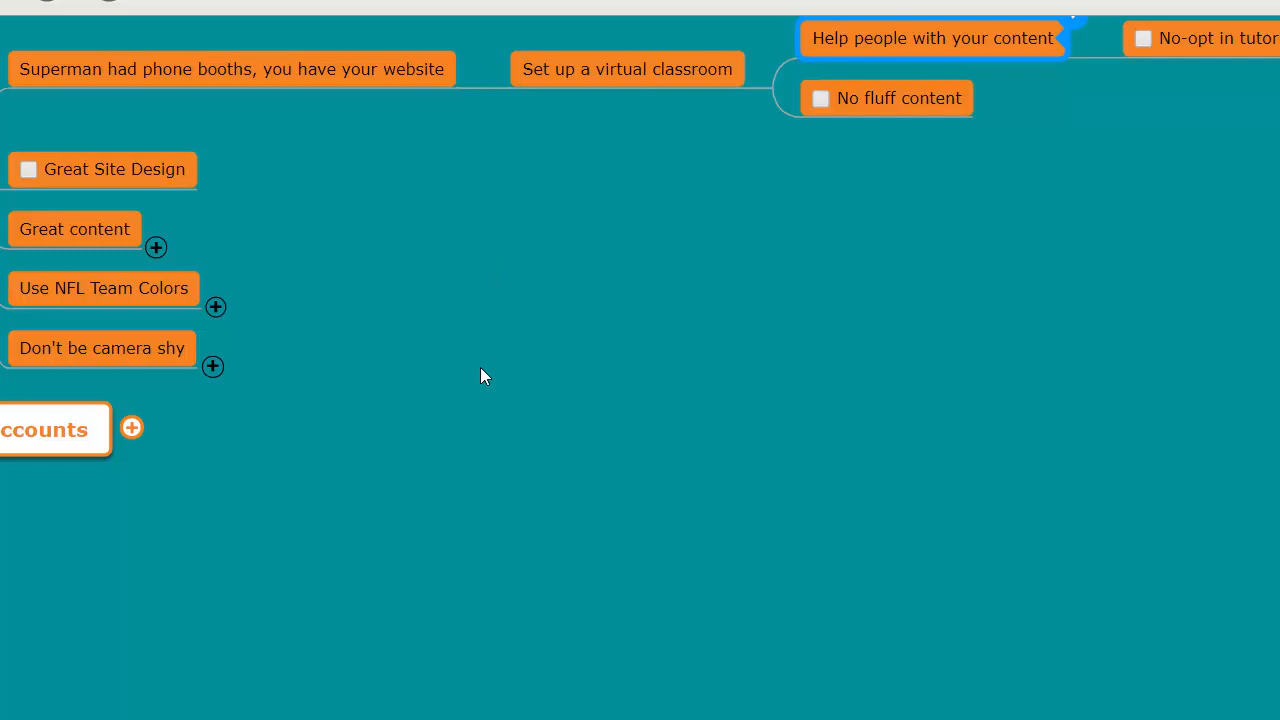 Help people with your content
No-opt in tutor
Superman had phone booths, you have your website
Set up a virtual classroom
No fluff content
Great Site Design
Great content
Use NFL Team Colors
Don't be camera shy
ccounts